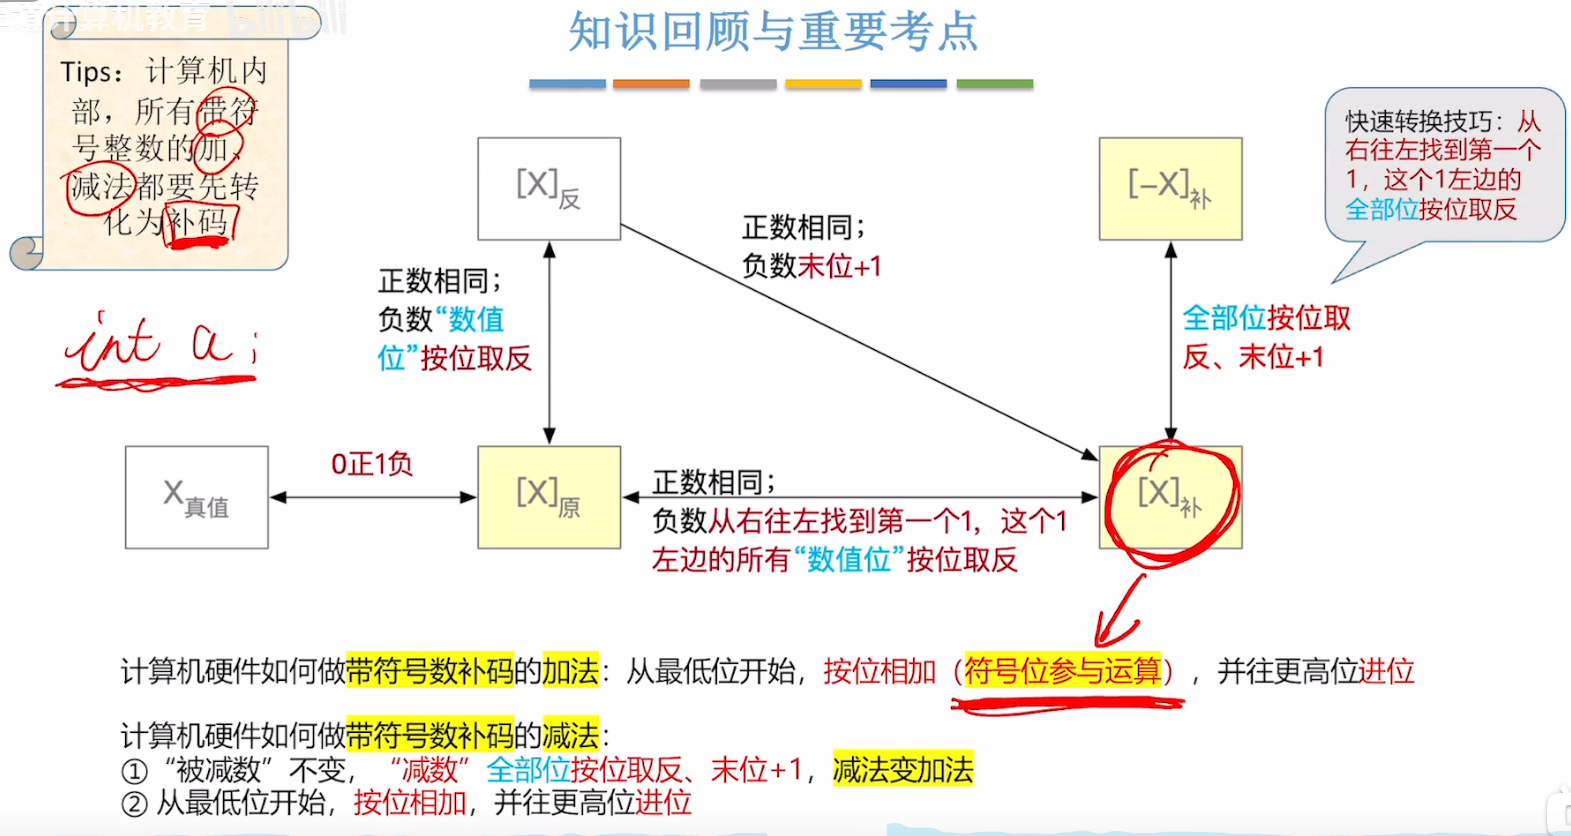 计算机教育
知识回顾与重要考点
Tips：计算机内
部，所有带符
号整数的加、
减法都要先转
化为补码
int a ;
[X]反
[-X]补
快速转换技巧：从
右往左找到第一个
1，这个1左边的
全部位按位取反
正数相同；
负数末位+1
正数相同；
负数“数值
位”按位取反
全部位按位取
反、末位+1
X真值
0正1负
[X]原
正数相同；
负数从右往左找到第一个1，这个1
左边的所有“数值位”按位取反
[X]补
计算机硬件如何做带符号数补码的加法：从最低位开始，按位相加（符号位参与运算），并往更高位进位
计算机硬件如何做带符号数补码的减法：
①“被减数”不变，“减数”全部位按位取反、末位+1，减法变加法
② 从最低位开始，按位相加，并往更高位进位